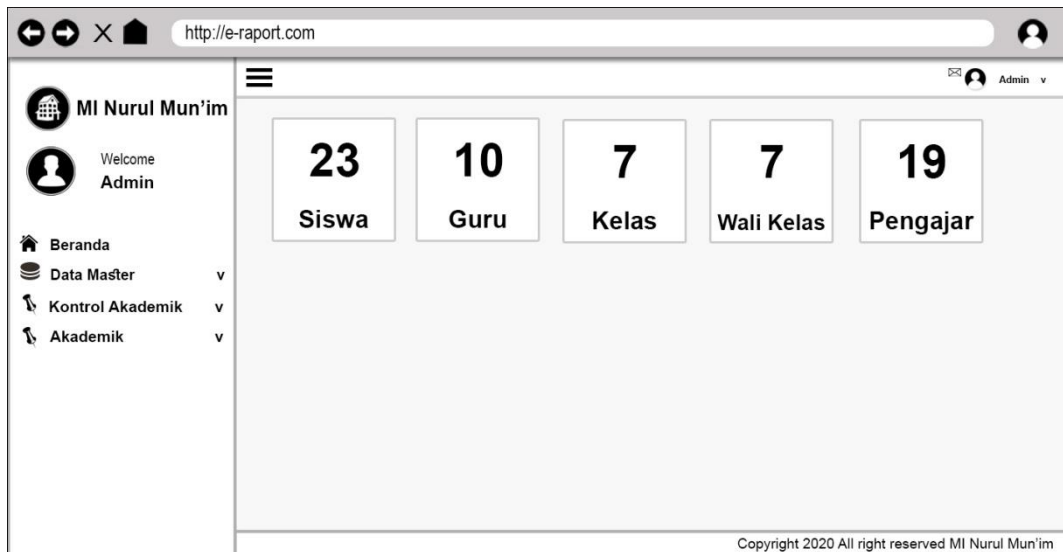 http://e-raport.com
MI Nurul Mun'im
Welcome
Admin
Beranda
Data Master v
Kontrol Akademik v
Akademik v
Admin v
23
Siswa
10
Guru
7
Kelas
7
Wali Kelas
19
Pengajar
Copyright 2020 All right reserved MI Nurul Mun'im